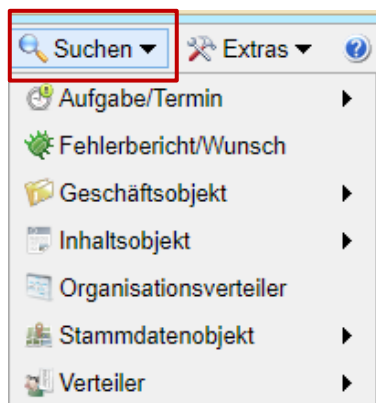 Suchen Extras
Aufgabe/Termin
Fehlerbericht/Wunsch
Geschäftsobjekt
Inhaltsobjekt
Organisationsverteiler
Stammdatenobjekt
Verteiler